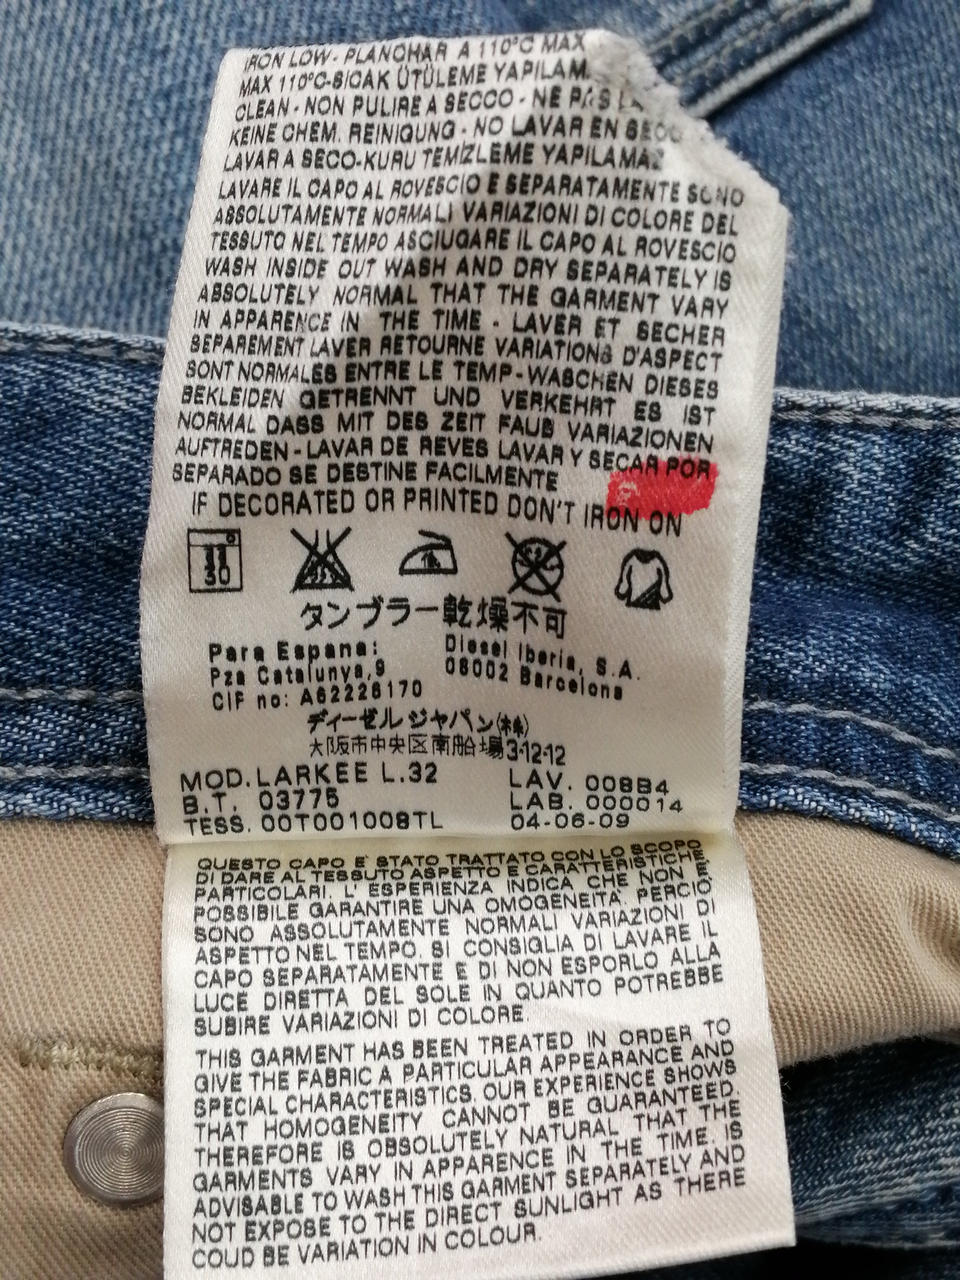 IRON LOW - PLANCHAR A 110°C MAX
MAX 110°C-SICAK ÜTÜLEME YAPILAM
CLEAN - NON PULIRE A SECCO - NE PAS LA
KEINE CHEM. REINIGUNG - NO LAVAR EN SECO
LAVAR A SECO-KURU TEMİZLEME YAPILAMAZ
LAVARE IL CAPO AL ROVESCIO E SEPARATAMENTE SONO
ASSOLUTAMENTE NORMALI VARIAZIONI DI COLORE DEL
TESSUTO NEL TEMPO ASCIUGARE IL CAPO AL ROVESCIO
WASH INSIDE OUT WASH AND DRY SEPARATELY IS
ABSOLUTELY NORMAL THAT THE GARMENT VARY
IN APPARENCE IN THE TIME - LAVER ET SECHER
SEPAREMENT LAVER RETOURNE VARIATIONS D'ASPECT
SONT NORMALES ENTRE LE TEMP-WASCHEN DIESES
BEKLEIDEN GETRENNT UND VERKEHRT ES IST
NORMAL DASS MIT DES ZEIT FAUB VARIAZIONEN
AUFTREDEN - LAVAR DE REVES LAVAR Y SECAR POR
SEPARADO SE DESTINE FACILMENTE
IF DECORATED OR PRINTED DON'T IRON ON
30
タンブラー乾燥不可
Para Espana: Diesel Iberia, S.A.
Pza Catalunya,9 08002 Barcelona
CIF no: A62226170
ディーゼル ジャパン(株)
大阪市中央区南船場3-12-12
MOD. LARKEE L.32 LAV. 008B4
B.T. 03775 LAB. 000014
TESS. 00T001008TL 04-06-09
QUESTO CAPO E' STATO TRATTATO CON LO SCOPO
DI DARE AL TESSUTO ASPETTO E CARATTERISTICHE
PARTICOLARI. L' ESPERIENZA INDICA CHE NON E'
POSSIBILE GARANTIRE UNA OMOGENEITA'. PERCIO'
SONO ASSOLUTAMENTE NORMALI VARIAZIONI DI
ASPETTO NEL TEMPO. SI CONSIGLIA DI LAVARE IL
CAPO SEPARATAMENTE E DI NON ESPORLO ALLA
LUCE DIRETTA DEL SOLE IN QUANTO POTREBBE
SUBIRE VARIAZIONI DI COLORE.
THIS GARMENT HAS BEEN TREATED IN ORDER TO
GIVE THE FABRIC A PARTICULAR APPEARANCE AND
SPECIAL CHARACTERISTICS. OUR EXPERIENCE SHOWS
THAT HOMOGENEITY CANNOT BE GUARANTEED.
THEREFORE IS OBSOLUTELY NATURAL THAT THE
GARMENTS VARY IN APPARENCE IN THE TIME. IS
ADVISABLE TO WASH THIS GARMENT SEPARATELY AND
NOT EXPOSE TO THE DIRECT SUNLIGHT AS THERE
COUD BE VARIATION IN COLOUR.